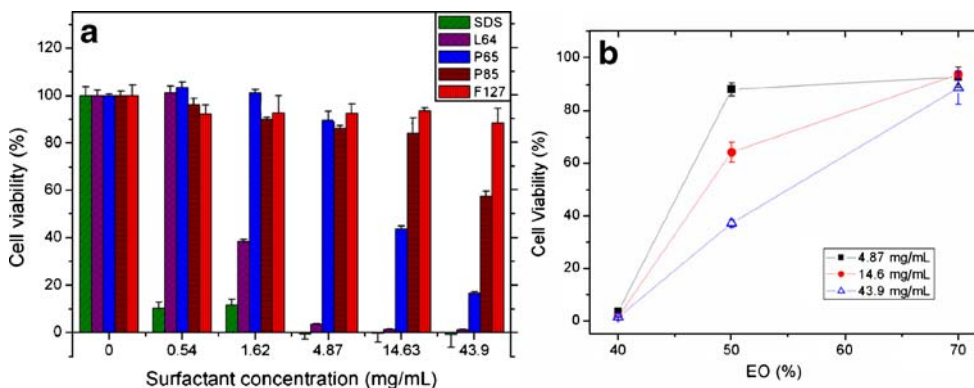 a
SDS
L64
P65
P85
F127
Cell viability (%)
120
100
80
60
40
20
0
0 0.54 1.62 4.87 14.63 43.9
Surfactant concentration (mg/mL)
b
Cell Viability (%)
100
80
60
40
20
0
4.87 mg/mL
14.6 mg/mL
43.9 mg/mL
40 50 60 70
EO (%)